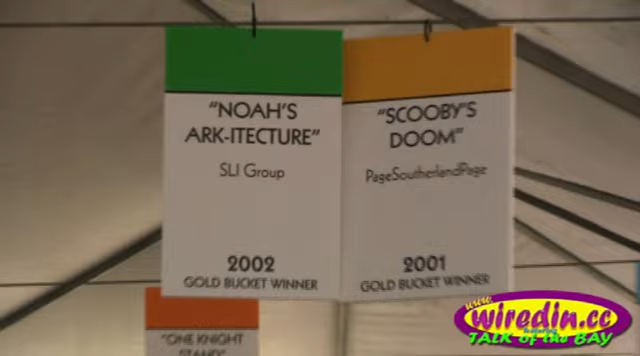 "NOAH'S
ARK-ITECTURE"
SLI Group
2002
GOLD BUCKET WINNER
"SCOOBY'S
DOOM"
PageSoutherlandPage
2001
GOLD BUCKET WINNER
"ONE KNIGHT
STAND"
www.
wiredin.cc
TALK of the BAY